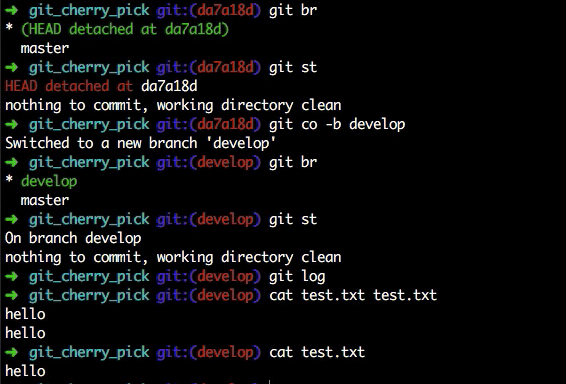 ➜ git_cherry_pick git:(da7a18d) git br
* (HEAD detached at da7a18d)
  master
➜ git_cherry_pick git:(da7a18d) git st
HEAD detached at da7a18d
nothing to commit, working directory clean
➜ git_cherry_pick git:(da7a18d) git co -b develop
Switched to a new branch 'develop'
➜ git_cherry_pick git:(develop) git br
* develop
  master
➜ git_cherry_pick git:(develop) git st
On branch develop
nothing to commit, working directory clean
➜ git_cherry_pick git:(develop) git log
➜ git_cherry_pick git:(develop) cat test.txt test.txt
hello
hello
➜ git_cherry_pick git:(develop) cat test.txt
hello